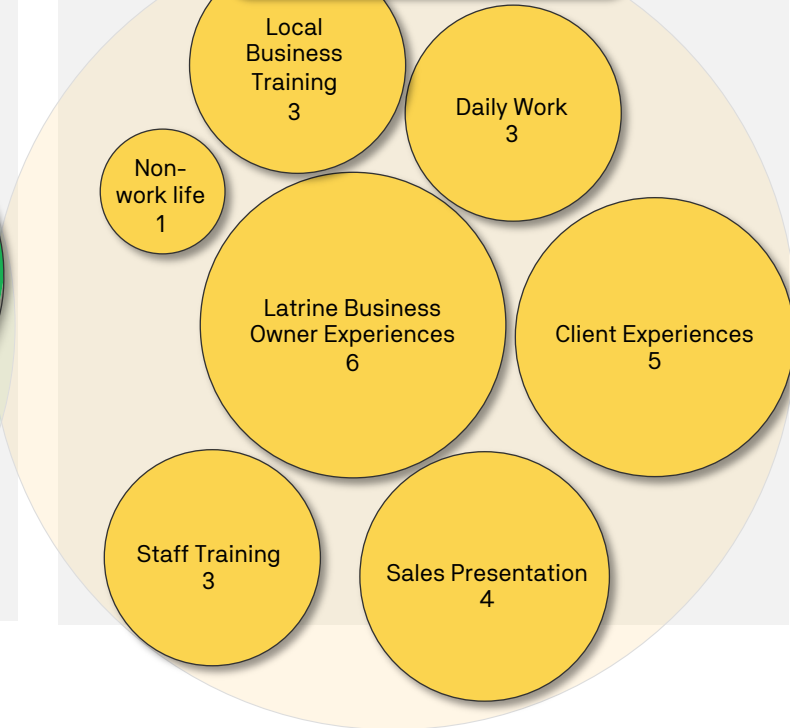 Local
Business
Training
3
Daily Work
3
Non-
work life
1
Latrine Business
Owner Experiences
6
Client Experiences
5
Staff Training
3
Sales Presentation
4